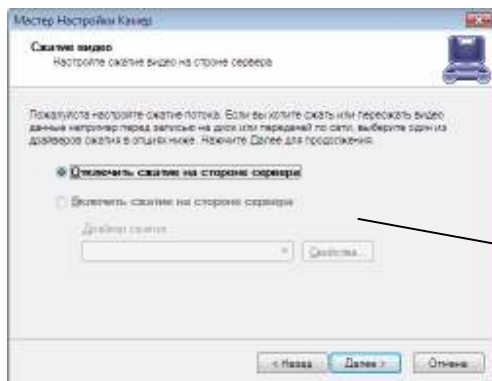 Мастер Настройки Камер
Сжатие видео
Настройте сжатие видео на строне сервера
Пожалуйста настройте сжатие потока. Если вы хотите сжать или пересжать видео
данные например перед записью на диск или передачей по сети, выберите один из
драйверов сжатия в опциях ниже. Нажмите Далее для продолжения.
Отключить сжатие на стороне сервера
Включить сжатие на стороне сервера
Драйвер сжатия
Свойства...
< Назад
Далее >
Отмена